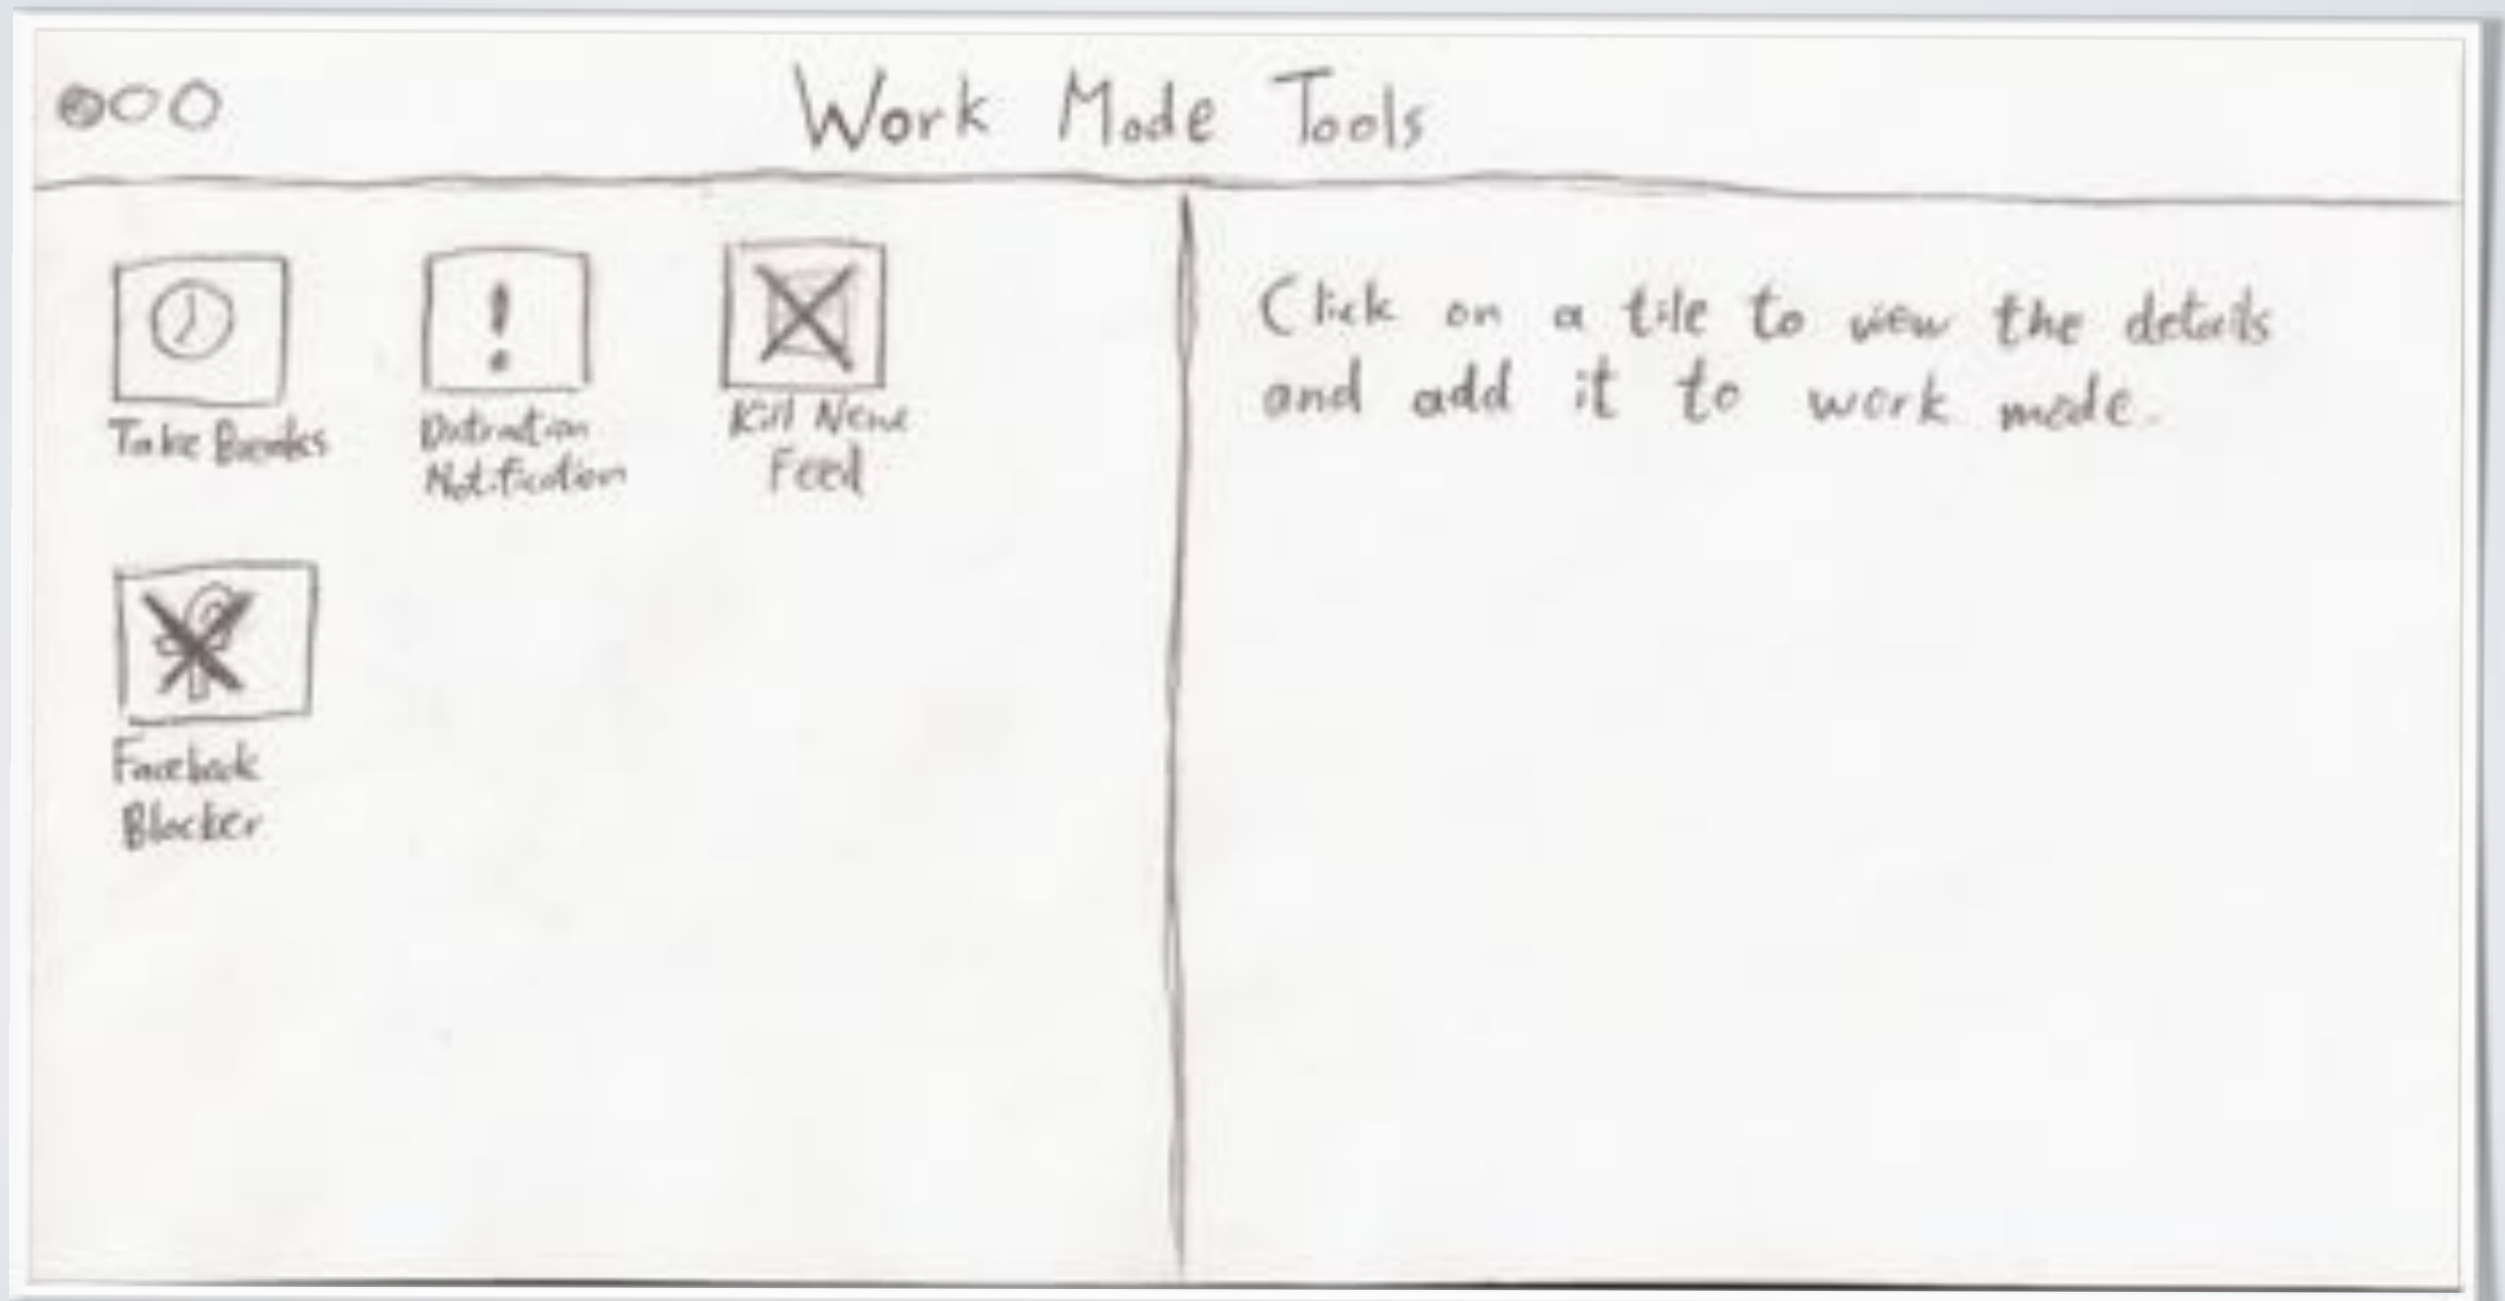 Work Mode Tools
Click on a tile to view the details
and add it to work mode.
Take Breaks
Distraction
Notification
Kill News
Feed
Facebook
Blocker